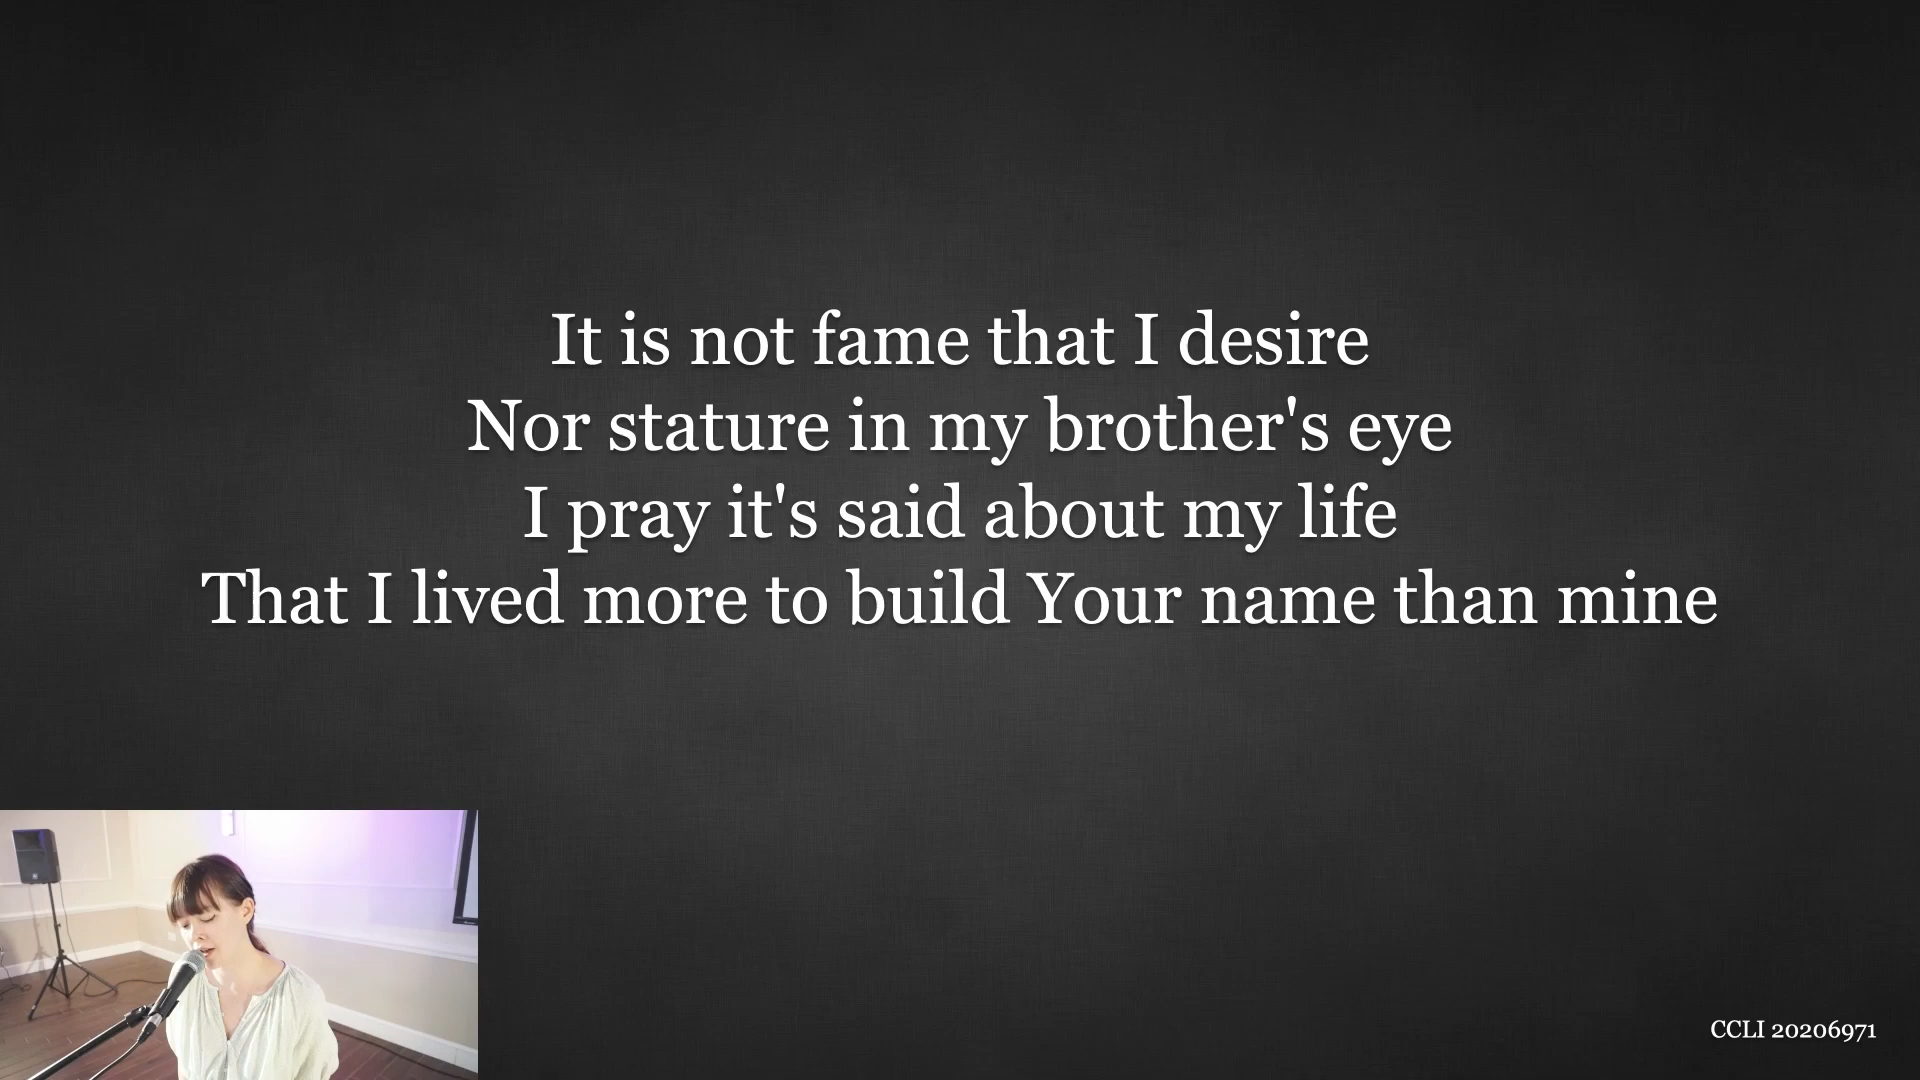 It is not fame that I desire
Nor stature in my brother's eye
I pray it's said about my life
That I lived more to build Your name than mine
CCLI 20206971